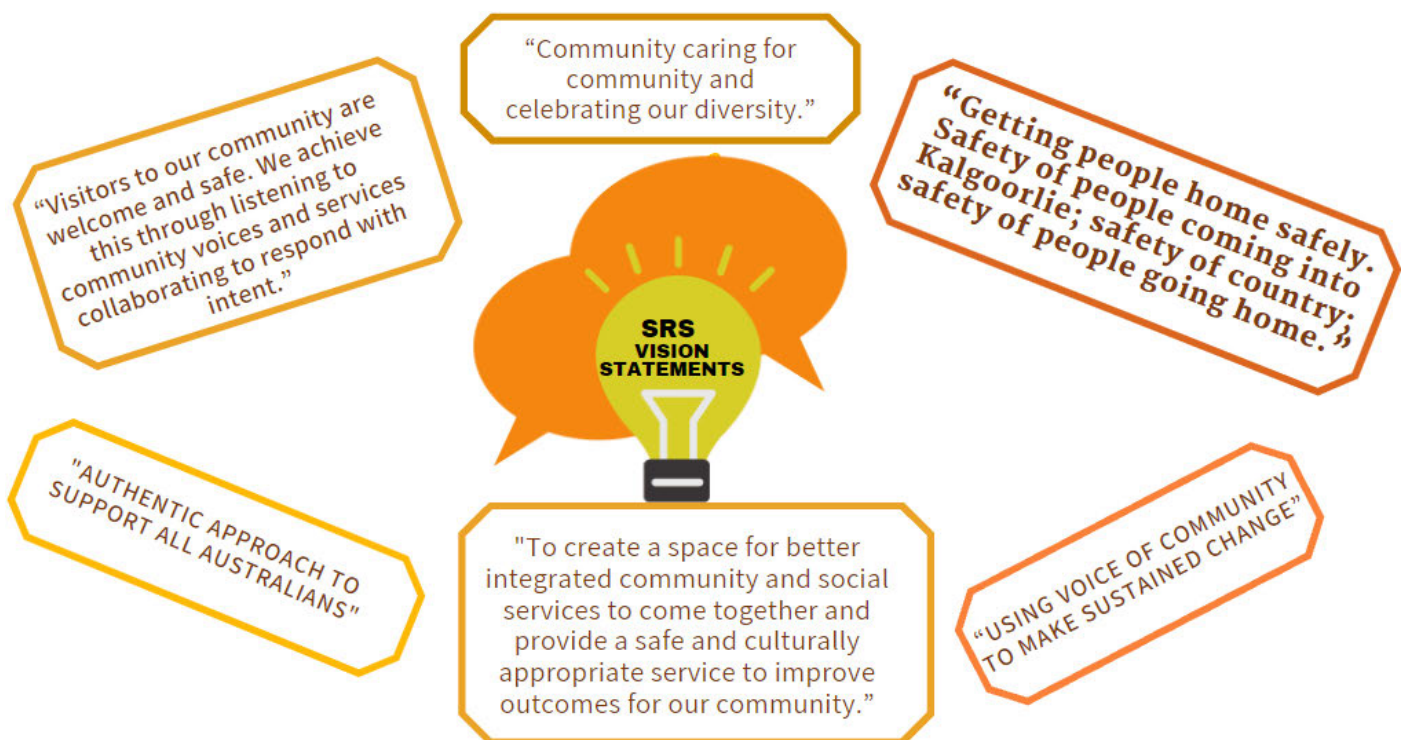 “Community caring for
community and
celebrating our diversity.”
“Visitors to our community are
welcome and safe. We achieve
this through listening to
community voices and services
collaborating to respond with
intent.”
“Getting people home safely.
Safety of people coming into
Kalgoorlie; safety of country;
safety of people going home.”
SRS
VISION
STATEMENTS
"AUTHENTIC APPROACH TO
SUPPORT ALL AUSTRALIANS"
"To create a space for better
integrated community and social
services to come together and
provide a safe and culturally
appropriate service to improve
outcomes for our community.”
“USING VOICE OF COMMUNITY
TO MAKE SUSTAINED CHANGE”